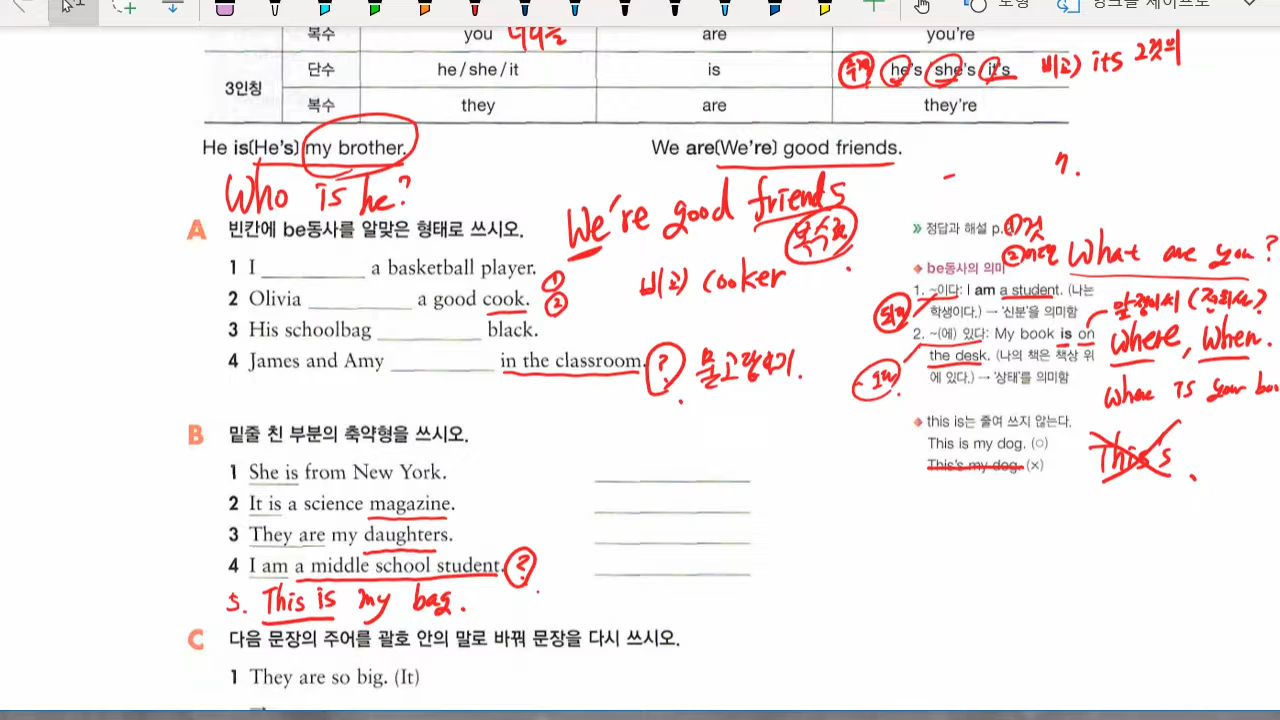 복수 you 너희들 are you're
3인칭 단수 he/she/it is he's she's it's 비교) its 그것의
복수 they are they're
He is(He's) my brother. We are(We're) good friends.
Who is he?
We're good friends
복수표
A 빈칸에 be동사를 알맞은 형태로 쓰시오.
1 I ________ a basketball player. ①
2 Olivia ________ a good cook. ②
비교) cooker
3 His schoolbag ________ black.
4 James and Amy ________ in the classroom. ?
» 정답과 해설 p.
◆ be동사의 의미
What are you?
1. ~이다: I am a student. (나는
학생이다.) → '신분'을 의미함
2. ~(에) 있다: My book is on
the desk. (나의 책은 책상 위
에 있다.) → '상태'를 의미함
where, when.
where is your
◆ this is는 줄여 쓰지 않는다.
This is my dog. (○)
This's my dog. (×)
This's
B 밑줄 친 부분의 축약형을 쓰시오.
1 She is from New York.
2 It is a science magazine.
3 They are my daughters.
4 I am a middle school student. ?
5. This is my bag.
C 다음 문장의 주어를 괄호 안의 말로 바꿔 문장을 다시 쓰시오.
1 They are so big. (It)